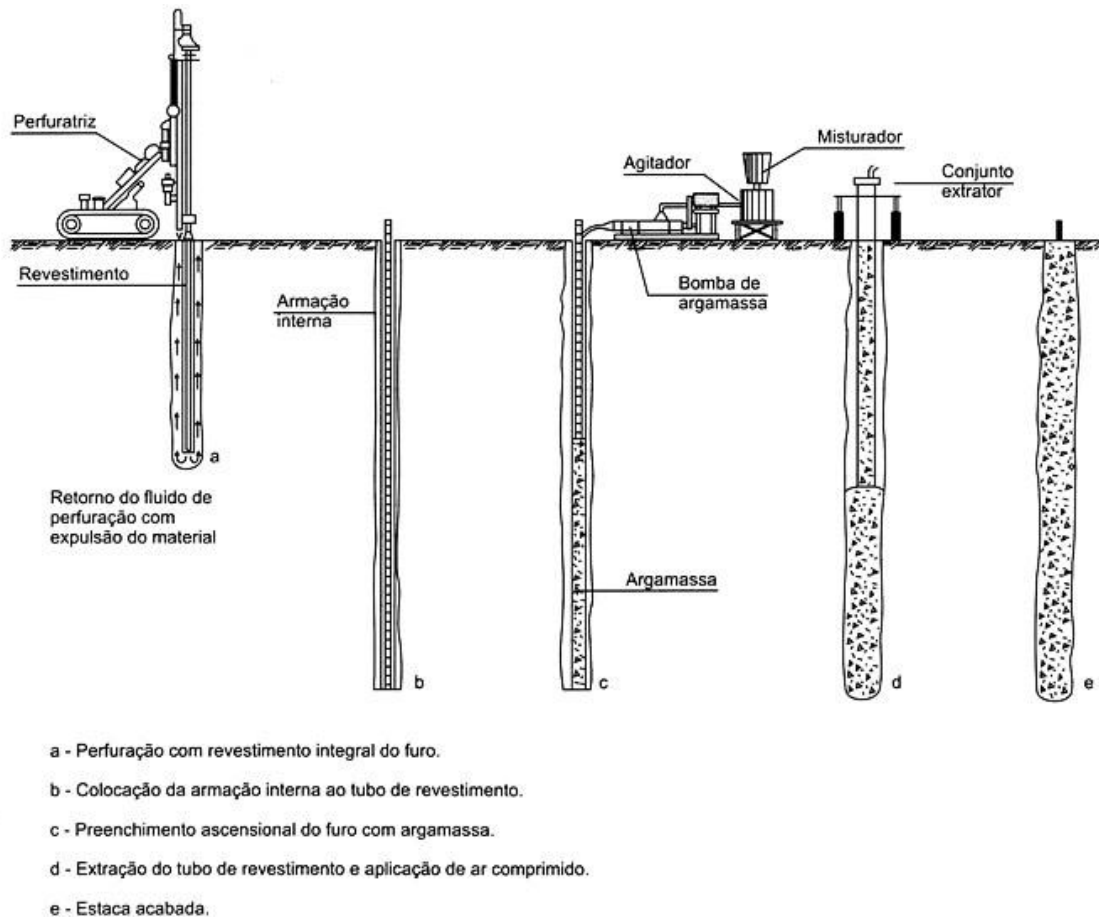 Perfuratriz
Revestimento
a
Retorno do fluido de
perfuração com
expulsão do material
Armação
interna
b
Argamassa
c
Agitador
Misturador
Bomba de
argamassa
Conjunto
extrator
d
e
a - Perfuração com revestimento integral do furo.
b - Colocação da armação interna ao tubo de revestimento.
c - Preenchimento ascensional do furo com argamassa.
d - Extração do tubo de revestimento e aplicação de ar comprimido.
e - Estaca acabada.